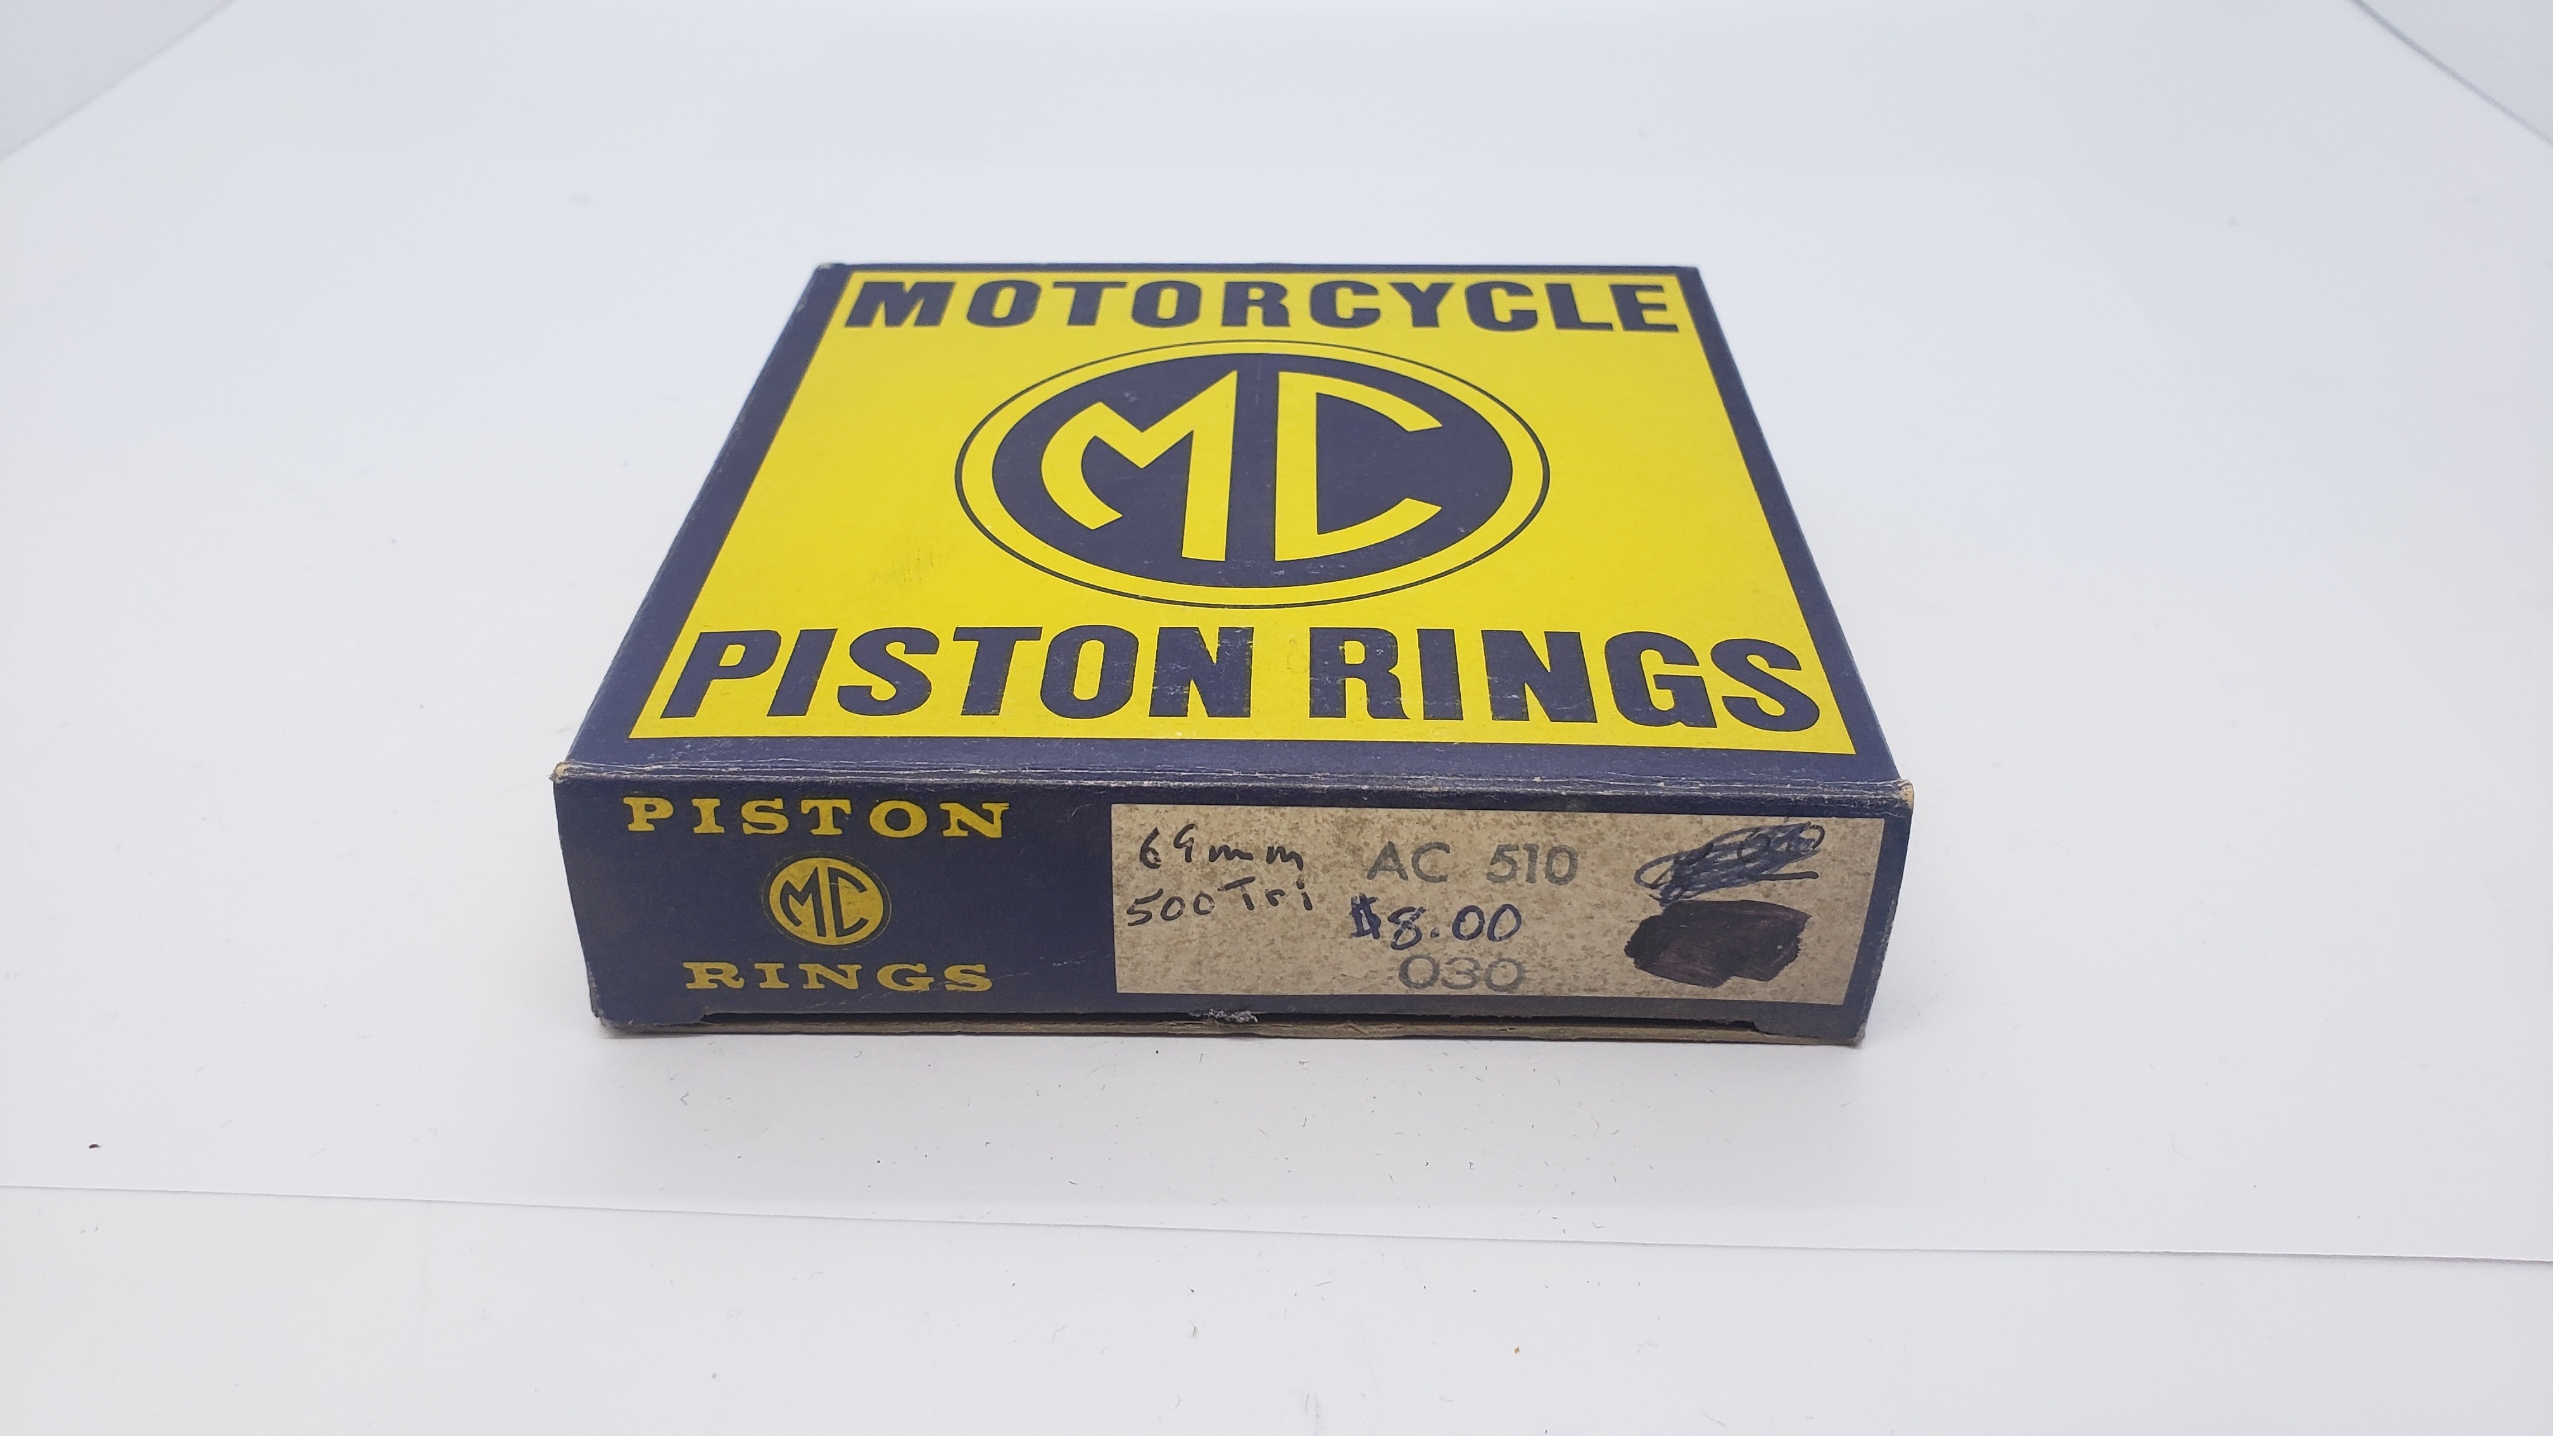 MOTORCYCLE
MC
PISTON RINGS
PISTON
MC
RINGS
69mm
500 Tri
AC 510
$8.00
030